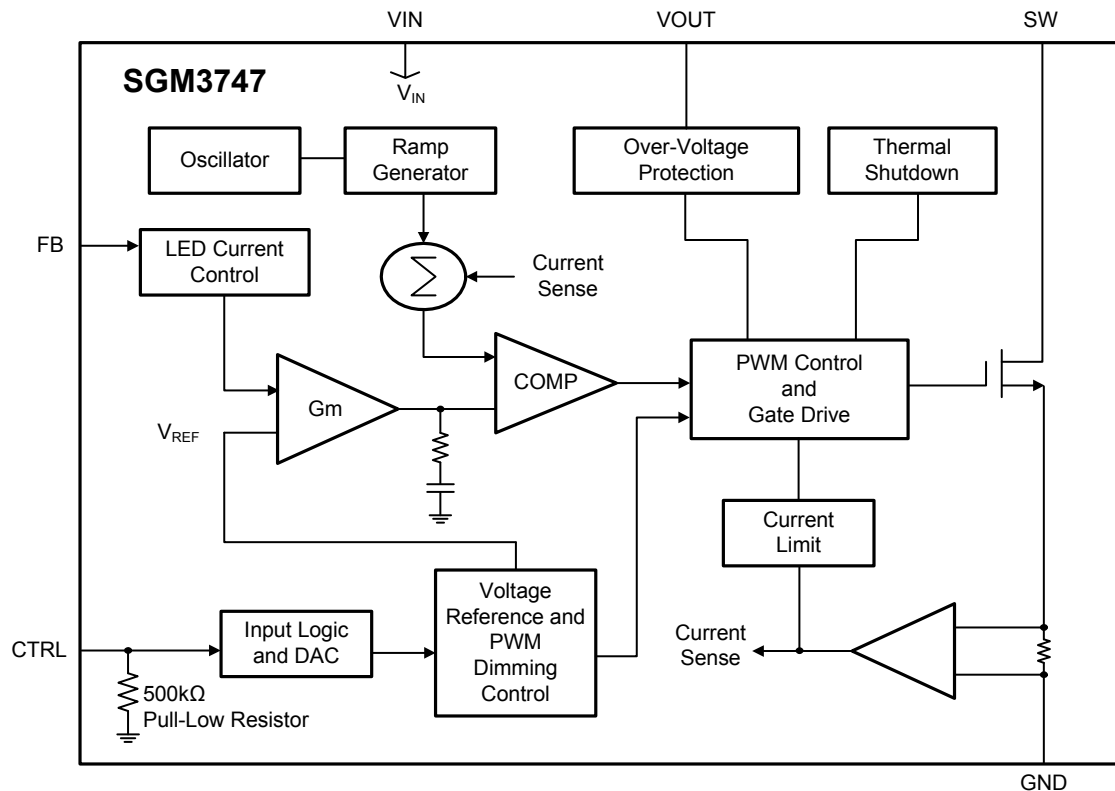 VIN
VOUT
SW
SGM3747
VIN
Oscillator
Ramp
Generator
Over-Voltage
Protection
Thermal
Shutdown
FB
LED Current
Control
Σ
Current
Sense
Gm
COMP
PWM Control
and
Gate Drive
VREF
Current
Limit
CTRL
Input Logic
and DAC
Voltage
Reference and
PWM
Dimming
Control
Current
Sense
500kΩ
Pull-Low Resistor
GND